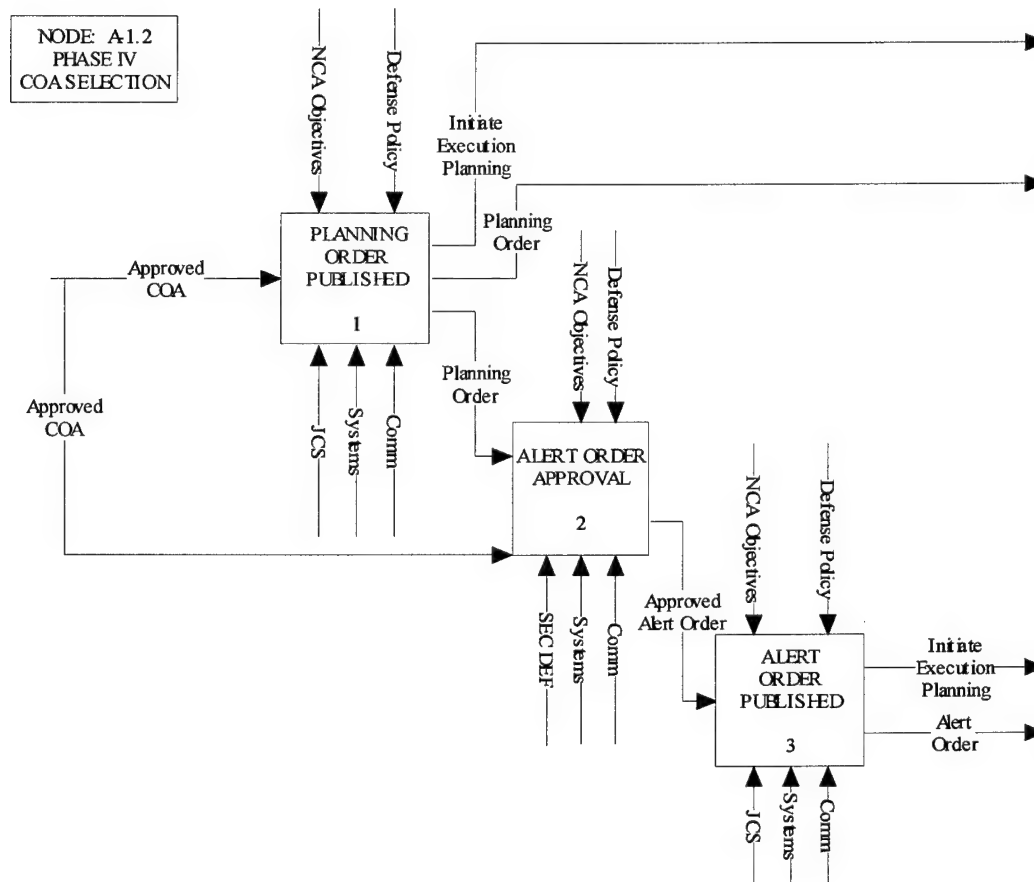 NODE: A-1.2
PHASE IV
COA SELECTION
NCA Objectives
Defense Policy
Initiate
Execution
Planning
Planning
Order
PLANNING
ORDER
PUBLISHED
1
Approved
COA
Approved
COA
JCS
Systems
Comm
Planning
Order
NCA Objectives
Defense Policy
ALERT ORDER
APPROVAL
2
SEC DEF
Systems
Comm
Approved
Alert Order
NCA Objectives
Defense Policy
ALERT
ORDER
PUBLISHED
3
Initiate
Execution
Planning
Alert
Order
JCS
Systems
Comm